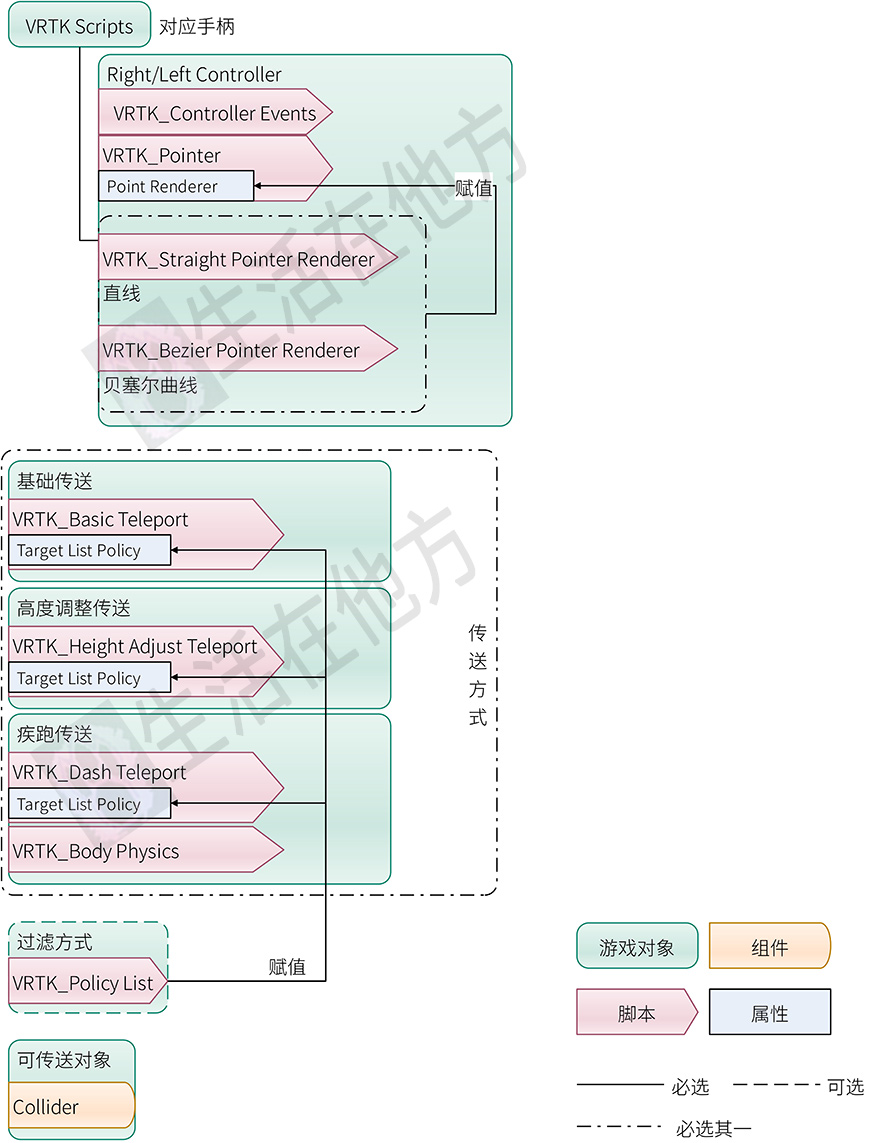 VRTK Scripts 对应手柄
Right/Left Controller
VRTK_Controller Events
VRTK_Pointer
Point Renderer
赋值
VRTK_Straight Pointer Renderer
直线
VRTK_Bezier Pointer Renderer
贝塞尔曲线
生活在他方
基础传送
VRTK_Basic Teleport
Target List Policy
高度调整传送
VRTK_Height Adjust Teleport
Target List Policy
疾跑传送
VRTK_Dash Teleport
Target List Policy
VRTK_Body Physics
传
送
方
式
生活在他方
过滤方式
VRTK_Policy List
赋值
可传送对象
Collider
游戏对象 组件
脚本 属性
必选 可选
必选其一